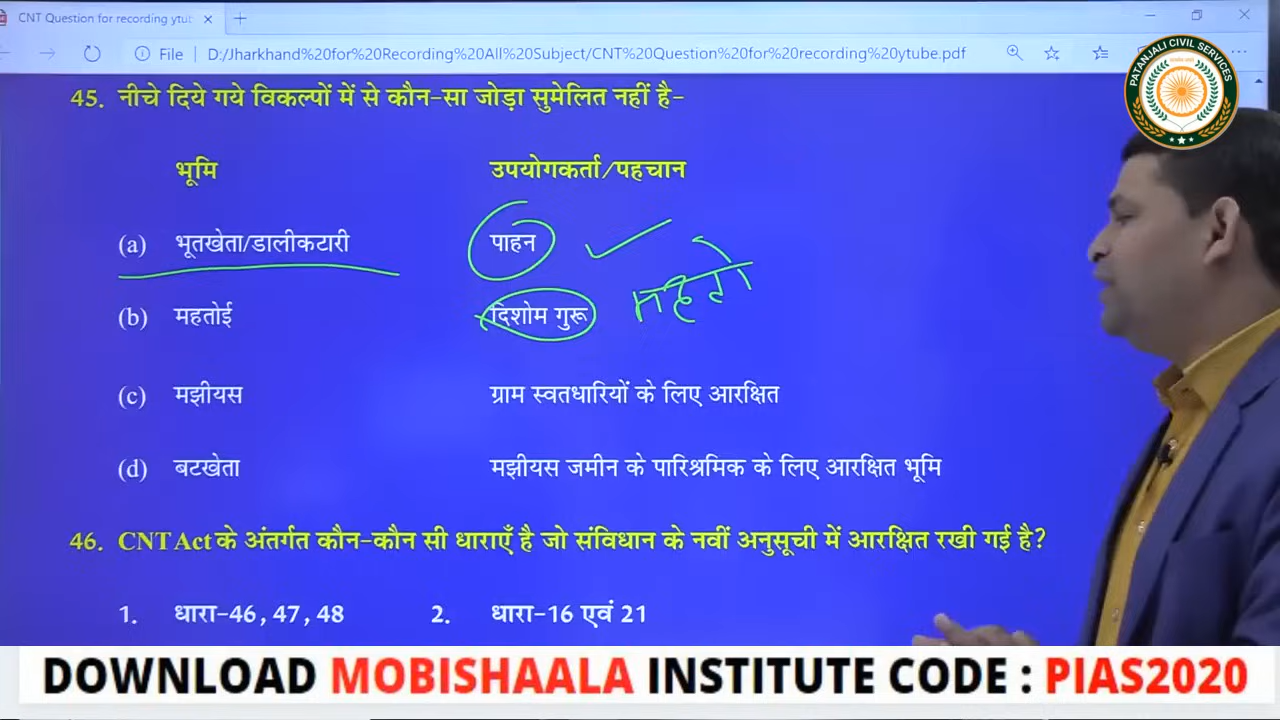 CNT Question for recording ytub
File D:/Jharkhand%20for%20Recording%20All%20Subject/CNT%20Question%20for%20recording%20ytube.pdf
PATANJALI CIVIL SERVICES
45. नीचे दिये गये विकल्पों में से कौन-सा जोड़ा सुमेलित नहीं है-
भूमि उपयोगकर्ता/पहचान
(a) भूतखेता/डालीकटारी पाहन
(b) महतोई दिशोम गुरू महतो
(c) मझीयस ग्राम स्वतधारियों के लिए आरक्षित
(d) बटखेता मझीयस जमीन के पारिश्रमिक के लिए आरक्षित भूमि
46. CNT Act के अंतर्गत कौन-कौन सी धाराएँ है जो संविधान के नवीं अनुसूची में आरक्षित रखी गई है?
1. धारा-46, 47, 48 2. धारा-16 एवं 21
DOWNLOAD MOBISHAALA INSTITUTE CODE : PIAS2020